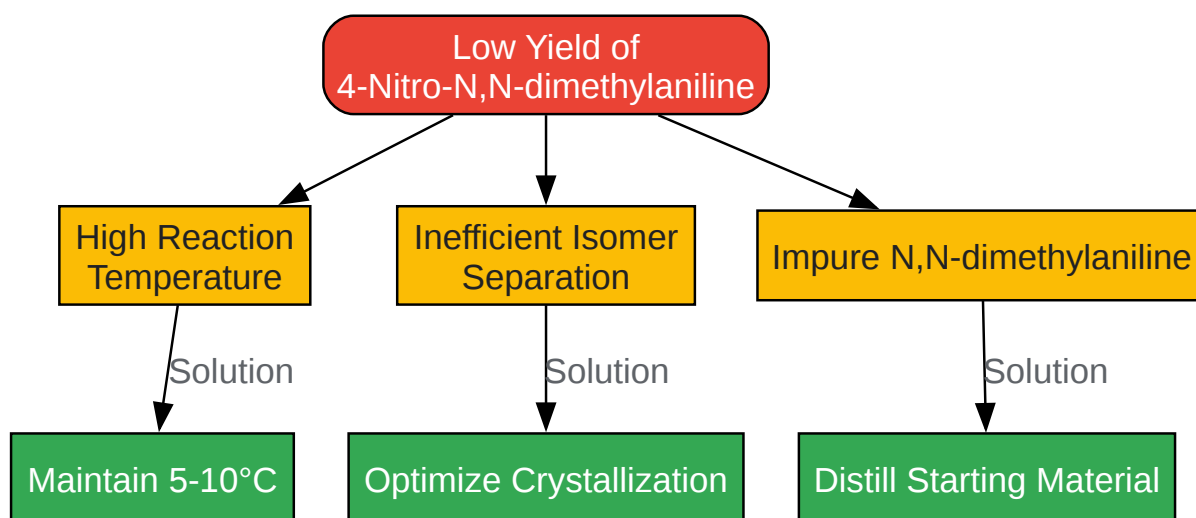 Low Yield of
4-Nitro-N,N-dimethylaniline
High Reaction
Temperature
Inefficient Isomer
Separation
Impure N,N-dimethylaniline
Solution
Solution
Solution
Maintain 5-10°C
Optimize Crystallization
Distill Starting Material